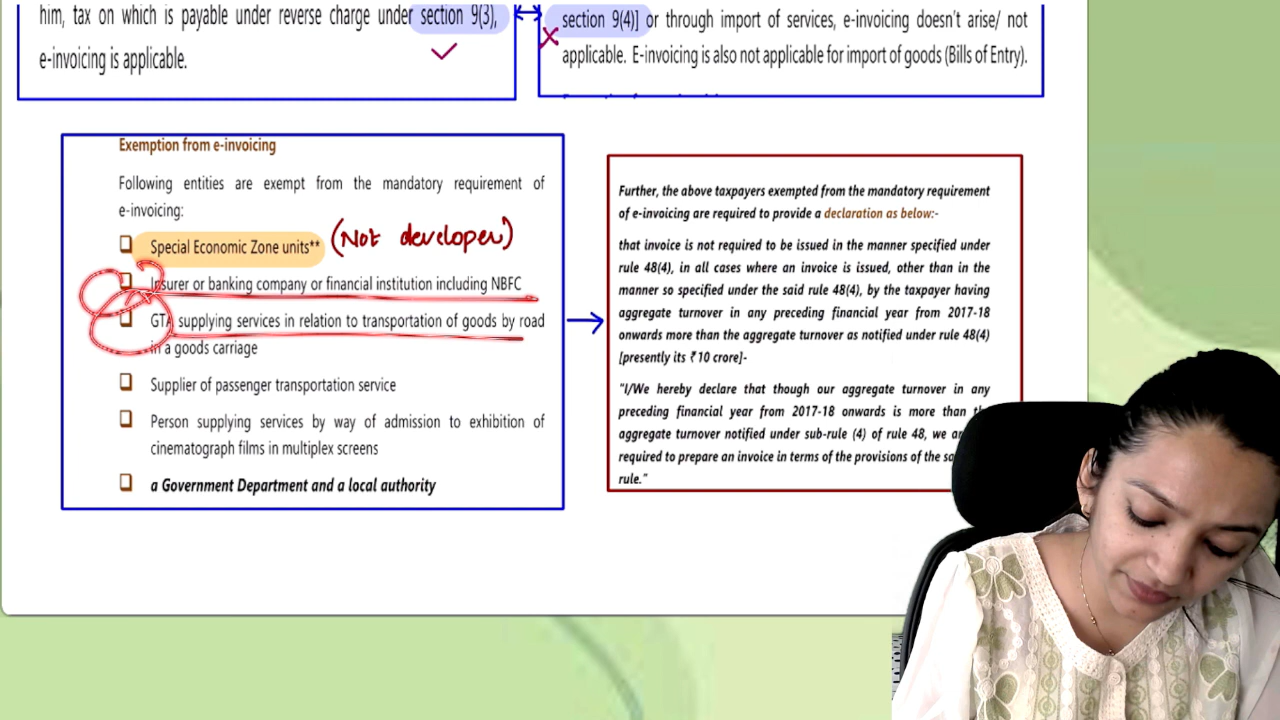 him, tax on which is payable under reverse charge under section 9(3),
e-invoicing is applicable.
section 9(4)] or through import of services, e-invoicing doesn't arise/ not
applicable. E-invoicing is also not applicable for import of goods (Bills of Entry).
Exemption from e-invoicing
Following entities are exempt from the mandatory requirement of
e-invoicing:
Special Economic Zone units** (Not developer)
Insurer or banking company or financial institution including NBFC
GTA supplying services in relation to transportation of goods by road
in a goods carriage
Supplier of passenger transportation service
Person supplying services by way of admission to exhibition of
cinematograph films in multiplex screens
a Government Department and a local authority
Further, the above taxpayers exempted from the mandatory requirement
of e-invoicing are required to provide a declaration as below:-
that invoice is not required to be issued in the manner specified under
rule 48(4), in all cases where an invoice is issued, other than in the
manner so specified under the said rule 48(4), by the taxpayer having
aggregate turnover in any preceding financial year from 2017-18
onwards more than the aggregate turnover as notified under rule 48(4)
[presently its ₹10 crore]-
"I/We hereby declare that though our aggregate turnover in any
preceding financial year from 2017-18 onwards is more than
aggregate turnover notified under sub-rule (4) of rule 48, we
required to prepare an invoice in terms of the provisions of the
rule."